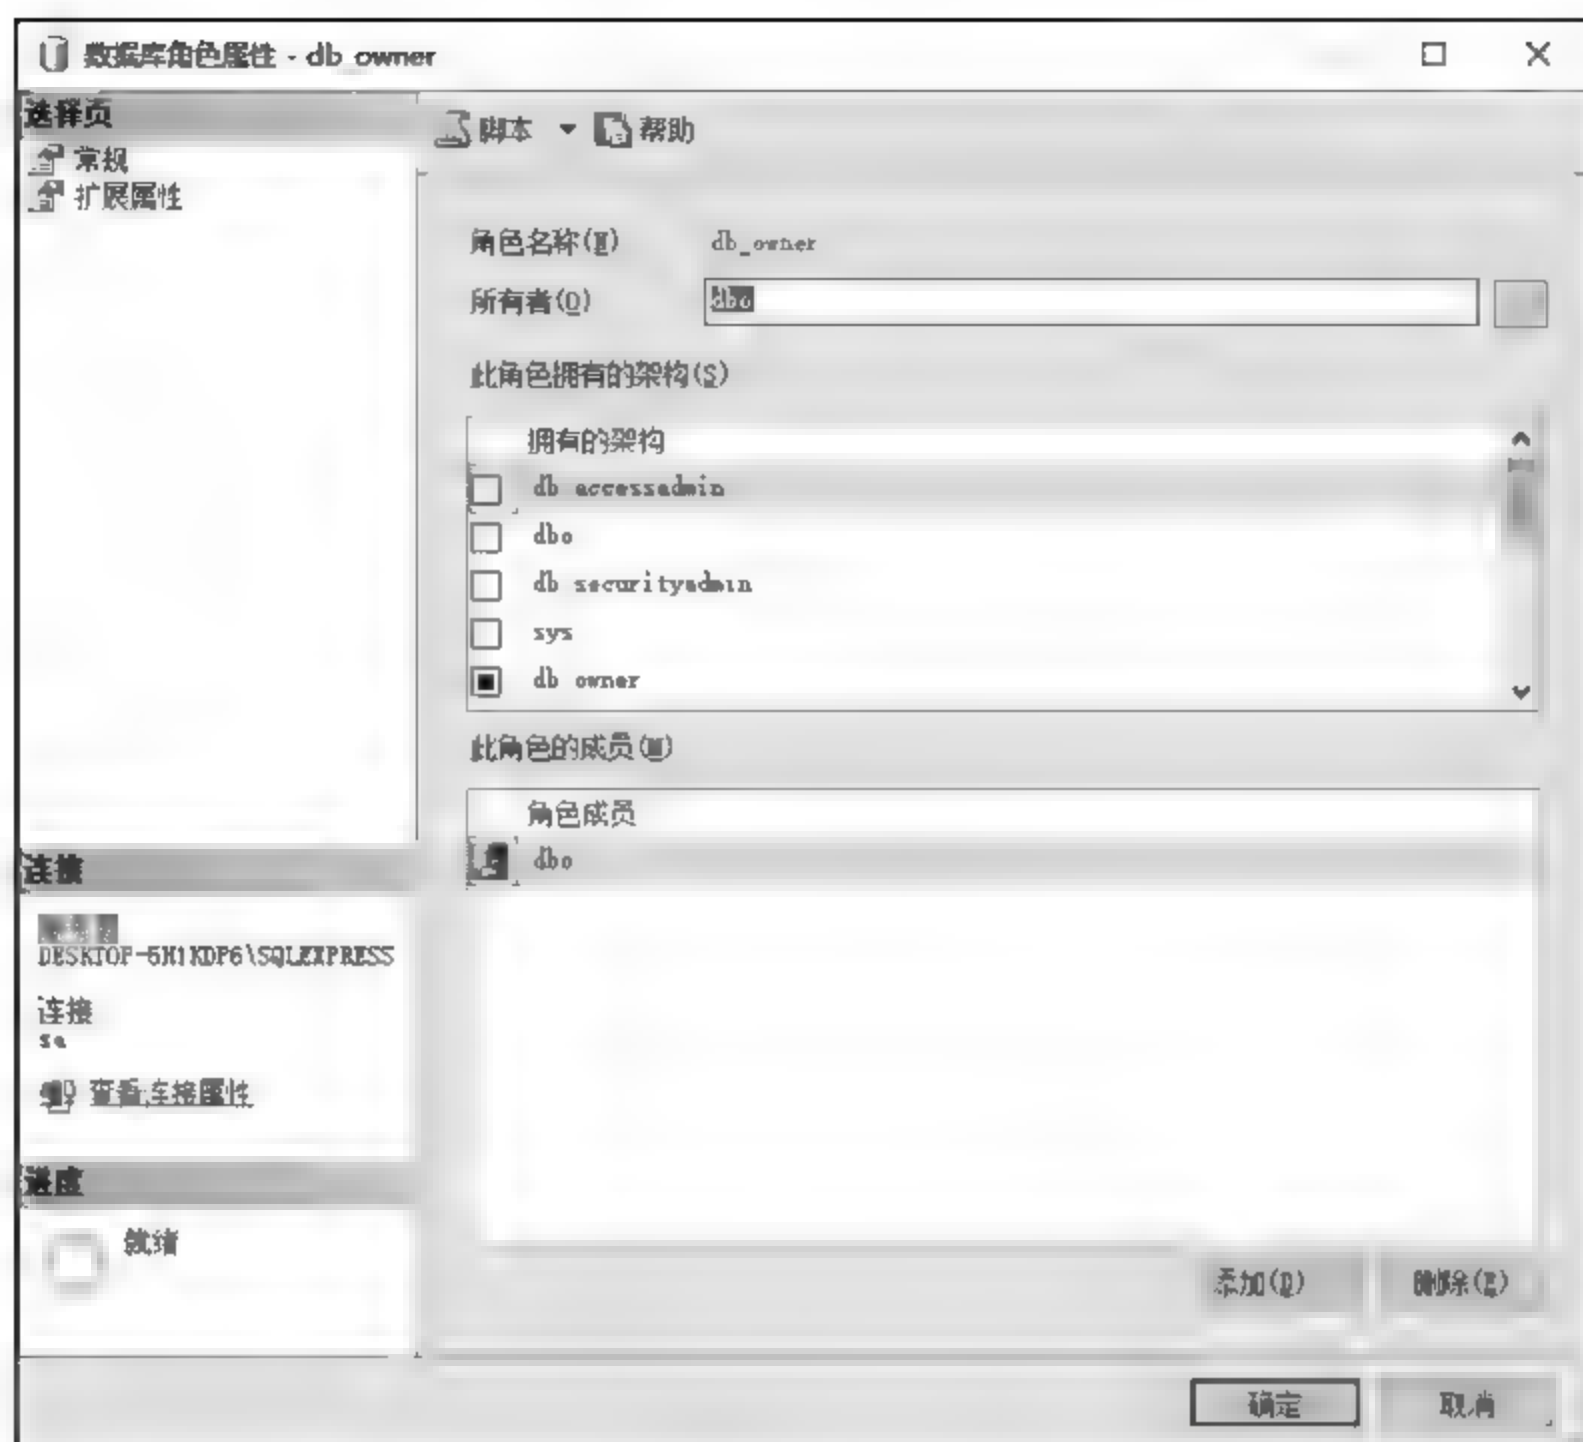 数据库角色属性 - db_owner
选择页
常规
扩展属性
脚本
帮助
角色名称(N)
db_owner
所有者(O)
dbo
此角色拥有的架构(S)
拥有的架构
db_accessadmin
dbo
db_securityadmin
sys
db_owner
此角色的成员(M)
角色成员
dbo
连接
\SQLEXPRESS
连接
sa
查看连接属性
进度
就绪
添加(D)
删除(R)
确定
取消